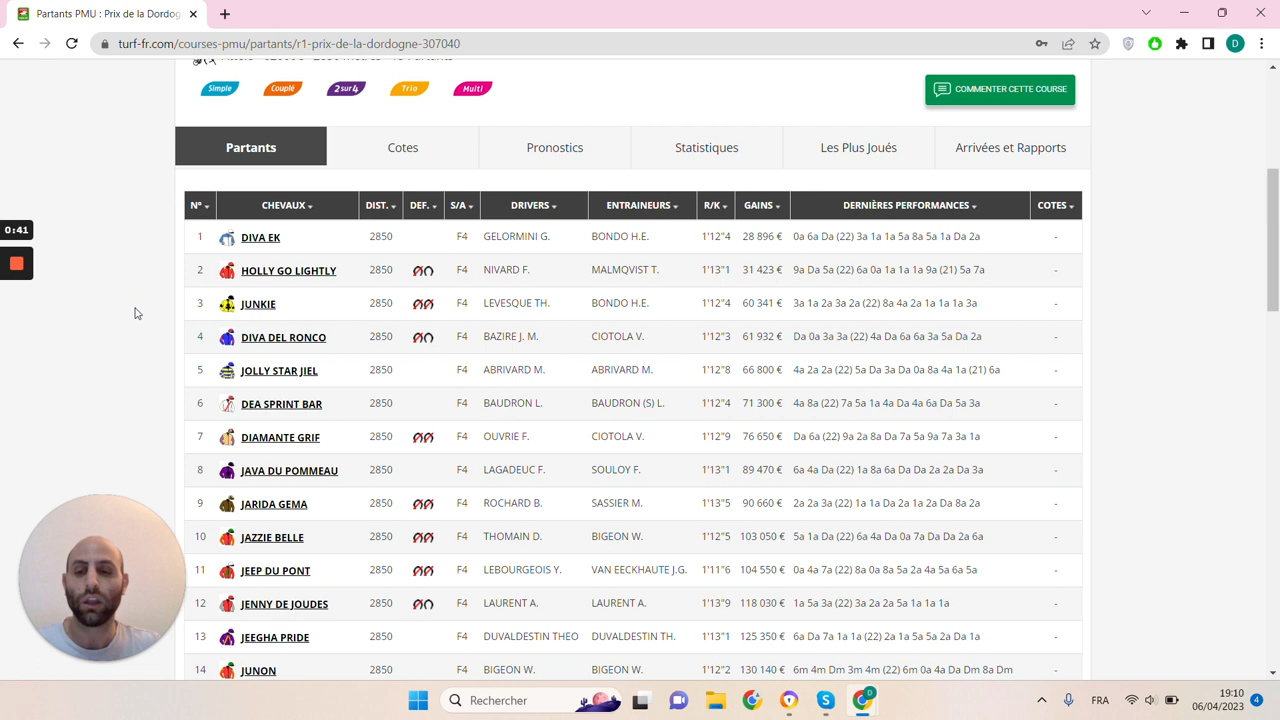 Partants PMU : Prix de la Dordog
turf-fr.com/courses-pmu/partants/r1-prix-de-la-dordogne-307040
D
Simple Couplé 2sur4 Trio Multi
COMMENTER CETTE COURSE
Partants Cotes Pronostics Statistiques Les Plus Joués Arrivées et Rapports
N° CHEVAUX DIST. DEF. S/A DRIVERS ENTRAINEURS R/K GAINS DERNIÈRES PERFORMANCES COTES
1 DIVA EK 2850 F4 GELORMINI G. BONDO H.E. 1'12"4 28 896 € 0a 6a Da (22) 3a 1a 1a 5a 8a 5a 1a Da 2a -
2 HOLLY GO LIGHTLY 2850 F4 NIVARD F. MALMQVIST T. 1'13"1 31 423 € 9a Da 5a (22) 6a 0a 1a 1a 1a 9a (21) 5a 7a -
3 JUNKIE 2850 F4 LEVESQUE TH. BONDO H.E. 1'12"4 60 341 € 3a 1a 2a 3a 2a (22) 8a 4a 2a 1a 1a 1a 3a -
4 DIVA DEL RONCO 2850 F4 BAZIRE J. M. CIOTOLA V. 1'12"3 61 932 € Da 0a 3a 3a (22) 4a Da 6a 6a 3a 5a Da 2a -
5 JOLLY STAR JIEL 2850 F4 ABRIVARD M. ABRIVARD M. 1'12"8 66 800 € 4a 2a 2a (22) 5a Da 3a Da 0a 8a 4a 1a (21) 6a -
6 DEA SPRINT BAR 2850 F4 BAUDRON L. BAUDRON (S) L. 1'12"4 71 300 € 4a 8a (22) 7a 5a 1a 4a Da 4a 6a Da 5a 3a -
7 DIAMANTE GRIF 2850 F4 OUVRIE F. CIOTOLA V. 1'12"9 76 650 € Da 6a (22) 9a 2a 8a Da 7a 5a 9a 7a 3a 1a -
8 JAVA DU POMMEAU 2850 F4 LAGADEUC F. SOULOY F. 1'13"1 89 470 € 6a 4a Da (22) 1a 8a 6a Da Da 2a 2a Da 3a -
9 JARIDA GEMA 2850 F4 ROCHARD B. SASSIER M. 1'13"5 90 660 € 2a 2a 3a (22) 1a 1a Da 2a 1a 2a Da 8a 2a -
10 JAZZIE BELLE 2850 F4 THOMAIN D. BIGEON W. 1'12"5 103 050 € 5a 1a Da (22) 6a 4a Da 0a 7a Da Da 2a 6a -
11 JEEP DU PONT 2850 F4 LEBOURGEOIS Y. VAN EECKHAUTE J.G. 1'11"6 104 550 € 0a 4a 7a (22) 8a 0a 8a 5a 2a 4a 5a 6a 5a -
12 JENNY DE JOUDES 2850 F4 LAURENT A. LAURENT A. 1'13"9 118 030 € 1a 5a 3a (22) 3a 2a 2a 5a 1a 1a 1a -
13 JEEGHA PRIDE 2850 F4 DUVALDESTIN THEO DUVALDESTIN TH. 1'13"1 125 350 € 6a Da 7a 1a 1a (22) 2a 1a 5a 3a 2a Da 1a -
14 JUNON 2850 F4 BIGEON W. BIGEON W. 1'12"2 130 140 € 6m 4m Dm 3m 4m (22) 6m 0a 4a Da Dm 8a Dm -
0:41
Rechercher
FRA
19:10
06/04/2023
4